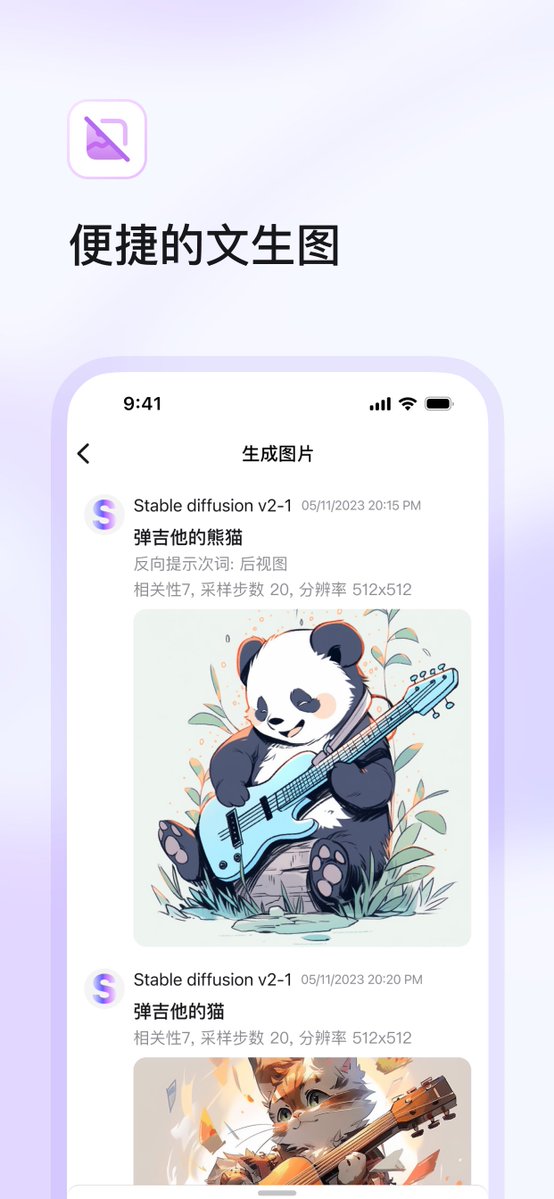 便捷的文生图
9:41
生成图片
Stable diffusion v2-1 05/11/2023 20:15 PM
弹吉他的熊猫
反向提示次词: 后视图
相关性7, 采样步数 20, 分辨率 512x512
Stable diffusion v2-1 05/11/2023 20:20 PM
弹吉他的猫
相关性7, 采样步数 20, 分辨率 512x512